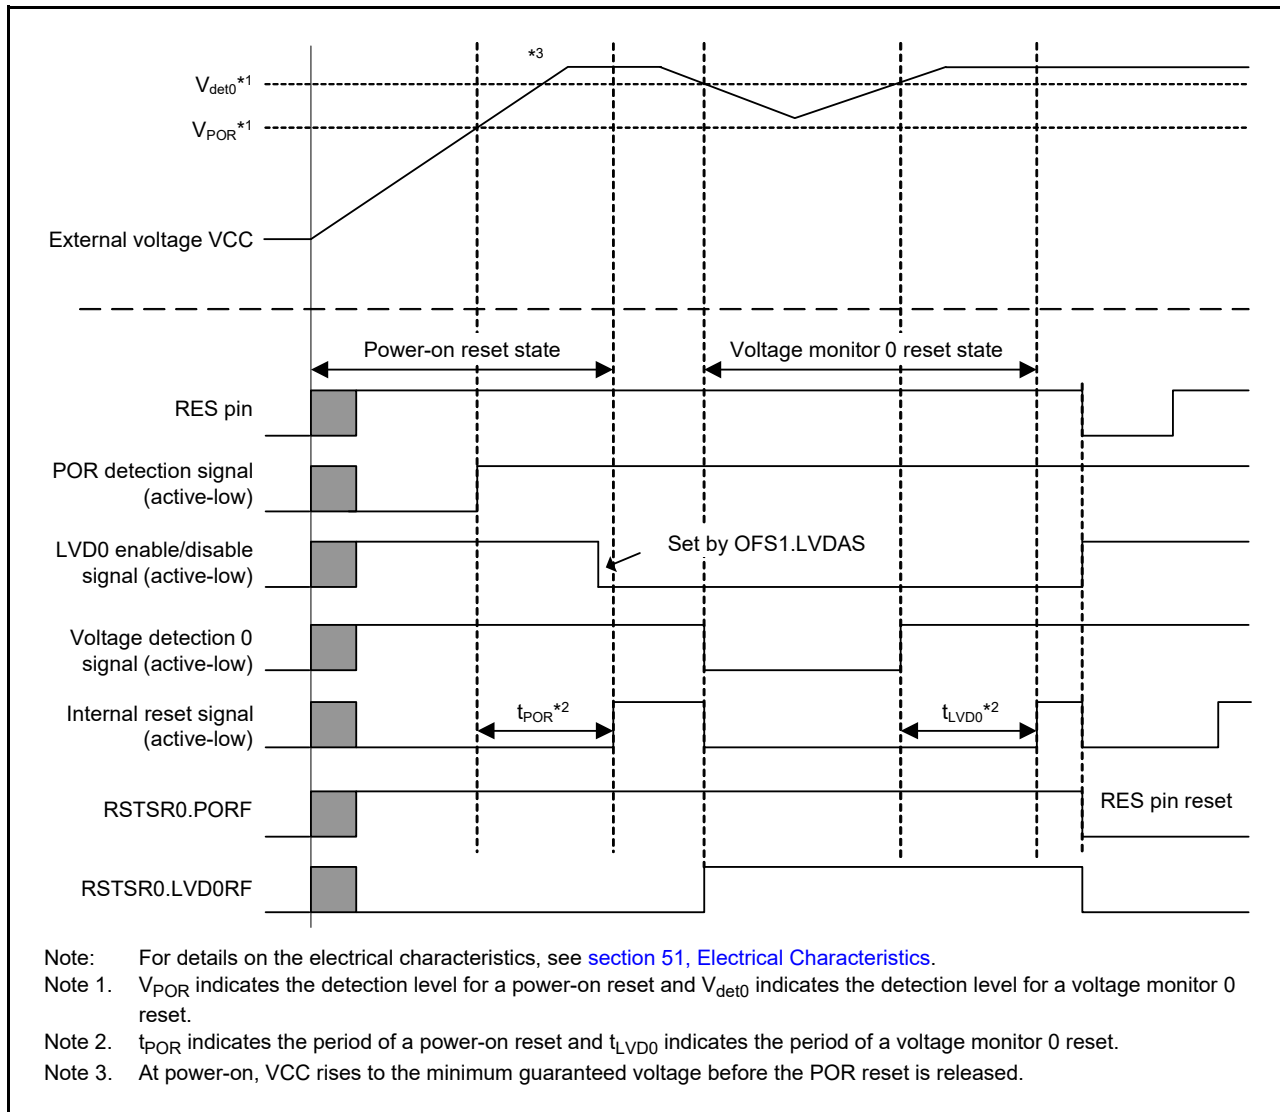 *3
Vdet0*1
VPOR*1
External voltage VCC
Power-on reset state
Voltage monitor 0 reset state
RES pin
POR detection signal
(active-low)
LVD0 enable/disable
signal (active-low)
Set by OFS1.LVDAS
Voltage detection 0
signal (active-low)
Internal reset signal
(active-low)
tPOR*2
tLVD0*2
RSTSR0.PORF
RES pin reset
RSTSR0.LVD0RF
Note: For details on the electrical characteristics, see section 51, Electrical Characteristics.
Note 1. VPOR indicates the detection level for a power-on reset and Vdet0 indicates the detection level for a voltage monitor 0
reset.
Note 2. tPOR indicates the period of a power-on reset and tLVD0 indicates the period of a voltage monitor 0 reset.
Note 3. At power-on, VCC rises to the minimum guaranteed voltage before the POR reset is released.